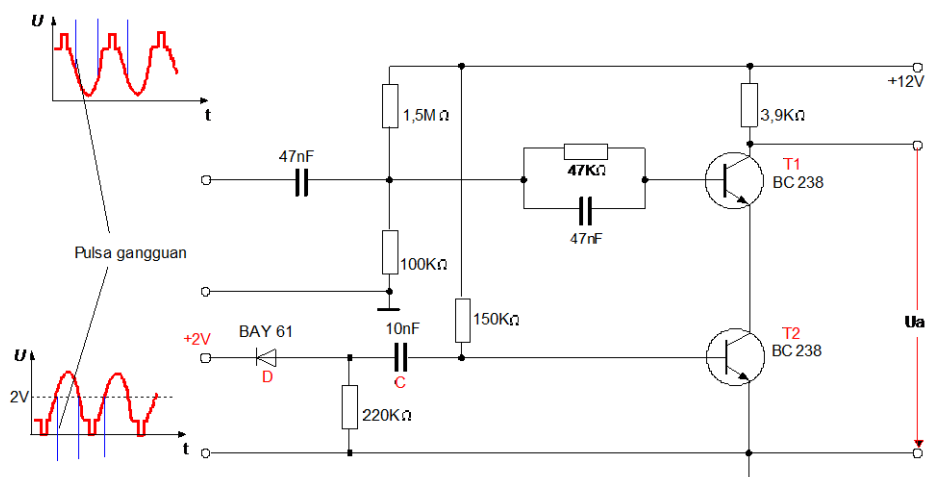 U
t
Pulsa gangguan
U
2V
t
47nF
1,5MΩ
100KΩ
47KΩ
47nF
3,9KΩ
+12V
T1
BC 238
Ua
+2V
BAY 61
D
10nF
C
150KΩ
220KΩ
T2
BC 238